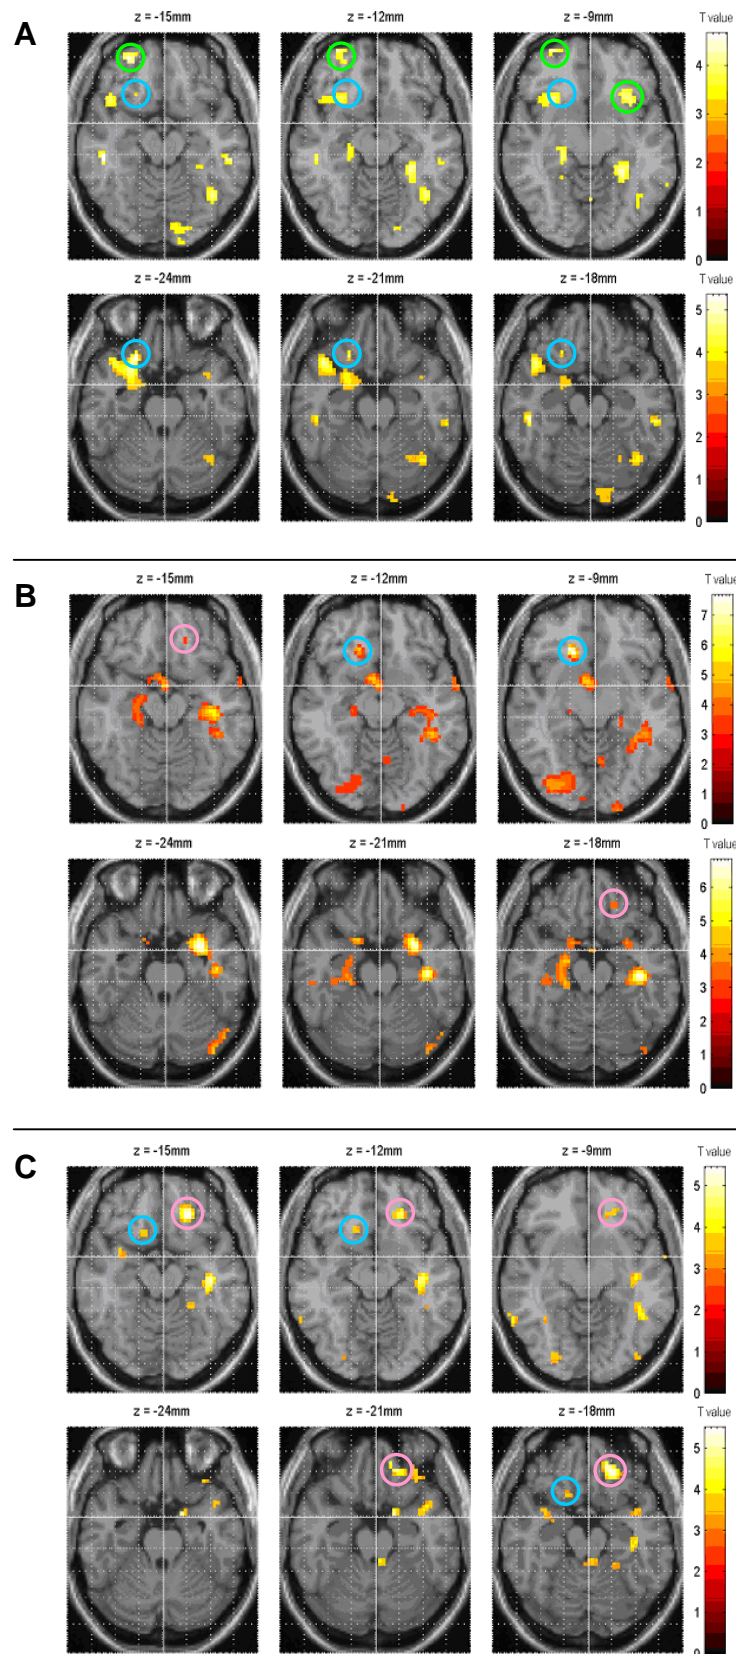 A
z = -15mm
z = -12mm
z = -9mm
T value
4
3
2
1
0
z = -24mm
z = -21mm
z = -18mm
T value
5
4
3
2
1
0
B
z = -15mm
z = -12mm
z = -9mm
T value
7
6
5
4
3
2
1
0
z = -24mm
z = -21mm
z = -18mm
T value
6
5
4
3
2
1
0
C
z = -15mm
z = -12mm
z = -9mm
T value
5
4
3
2
1
0
z = -24mm
z = -21mm
z = -18mm
T value
5
4
3
2
1
0